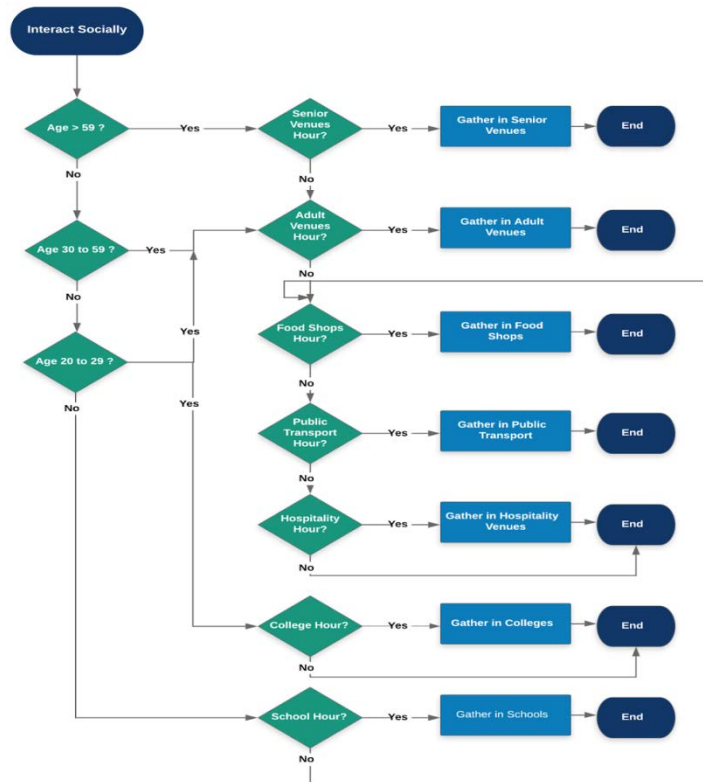 Interact Socially
Age > 59 ?
Yes
Senior
Venues
Hour?
Yes
Gather in Senior
Venues
End
No
No
Age 30 to 59 ?
Yes
Adult
Venues
Hour?
Yes
Gather in Adult
Venues
End
No
No
Yes
Food Shops
Hour?
Yes
Gather in Food
Shops
End
Age 20 to 29 ?
No
Yes
No
Public
Transport
Hour?
Yes
Gather in Public
Transport
End
No
Hospitality
Hour?
Yes
Gather in Hospitality
Venues
End
No
College Hour?
Yes
Gather in Colleges
End
No
School Hour?
Yes
Gather in Schools
End
No